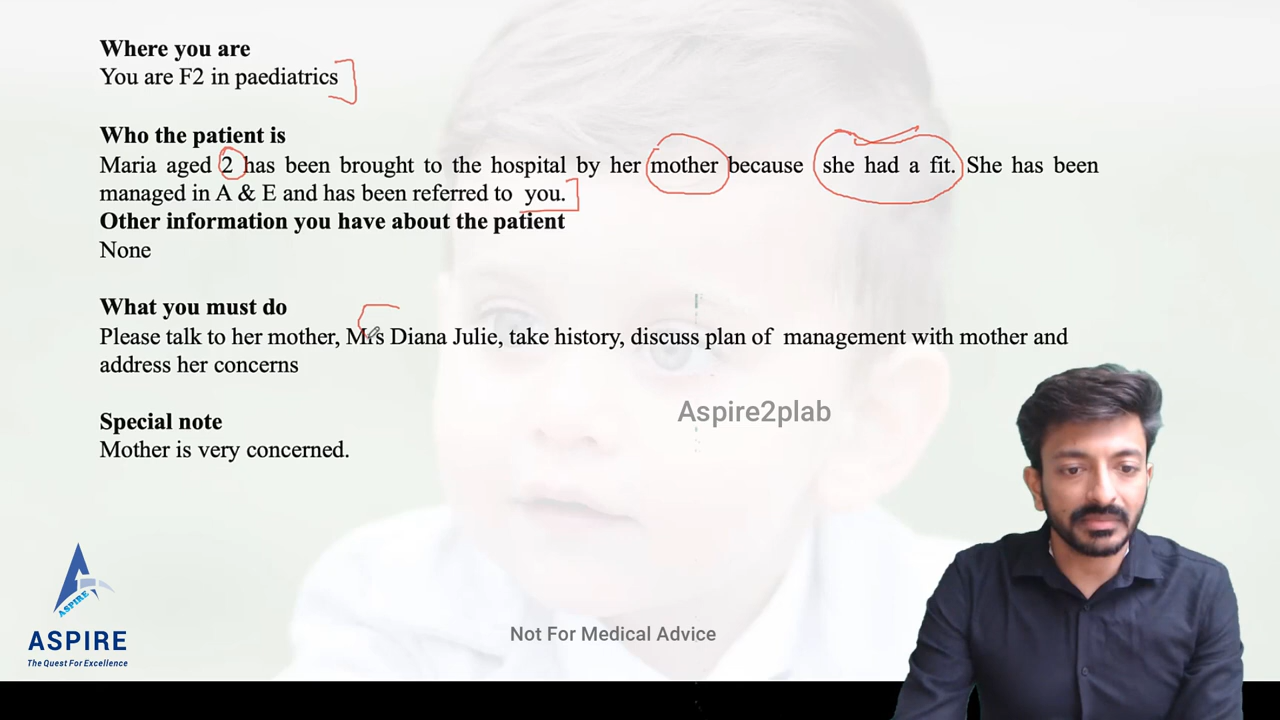 Where you are
You are F2 in paediatrics
Who the patient is
Maria aged 2 has been brought to the hospital by her mother because she had a fit. She has been
managed in A & E and has been referred to you.
Other information you have about the patient
None
What you must do
Please talk to her mother, Mrs Diana Julie, take history, discuss plan of management with mother and
address her concerns
Special note
Mother is very concerned.
Aspire2plab
ASPIRE
ASPIRE
The Quest For Excellence
Not For Medical Advice